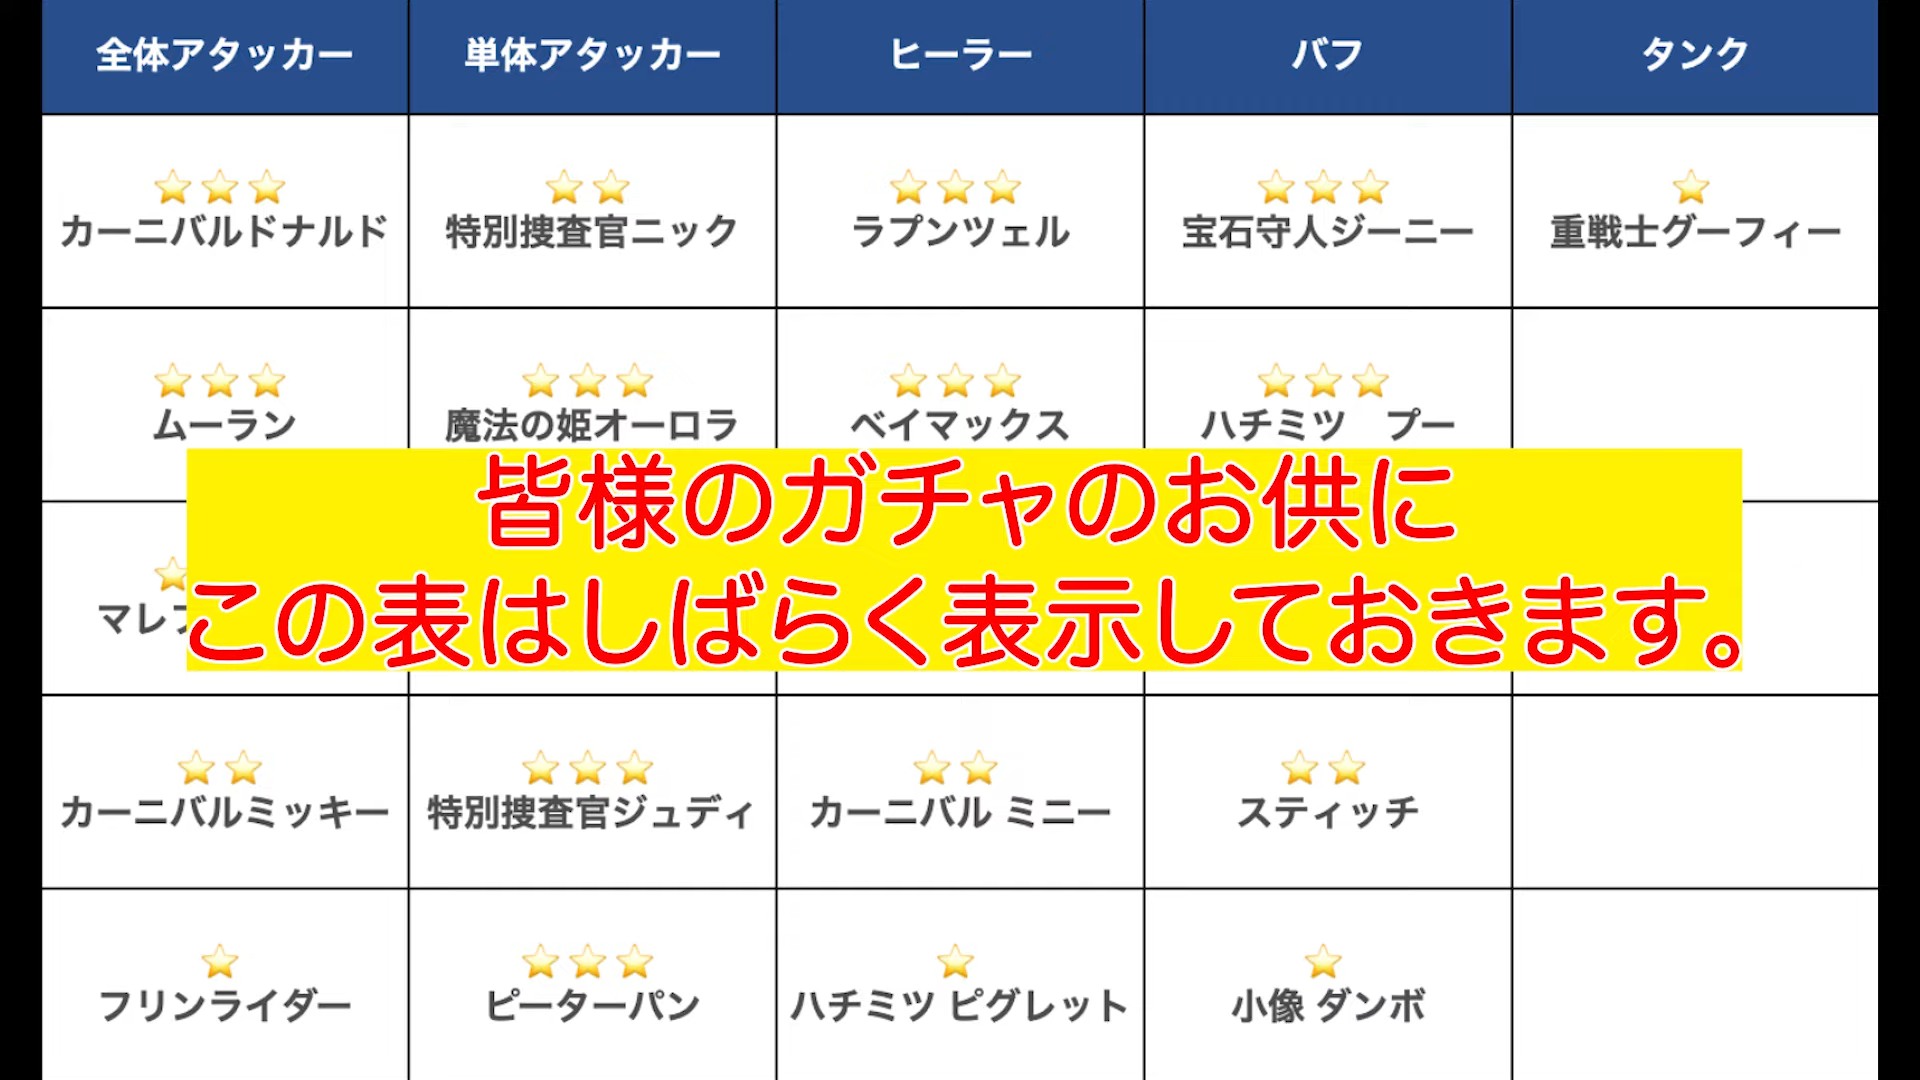 全体アタッカー 単体アタッカー ヒーラー バフ タンク
⭐⭐⭐ ⭐⭐ ⭐⭐⭐ ⭐⭐⭐ ⭐
カーニバルドナルド 特別捜査官ニック ラプンツェル 宝石守人ジーニー 重戦士グーフィー
⭐⭐⭐ ⭐⭐⭐ ⭐⭐⭐ ⭐⭐⭐
ムーラン 魔法の姫オーロラ ベイマックス ハチミツ　プー
皆様のガチャのお供に
この表はしばらく表示しておきます。
マレフ
⭐⭐ ⭐⭐⭐ ⭐⭐ ⭐⭐
カーニバルミッキー 特別捜査官ジュディ カーニバル ミニー スティッチ
⭐ ⭐⭐⭐ ⭐ ⭐
フリンライダー ピーターパン ハチミツ ピグレット 小像 ダンボ